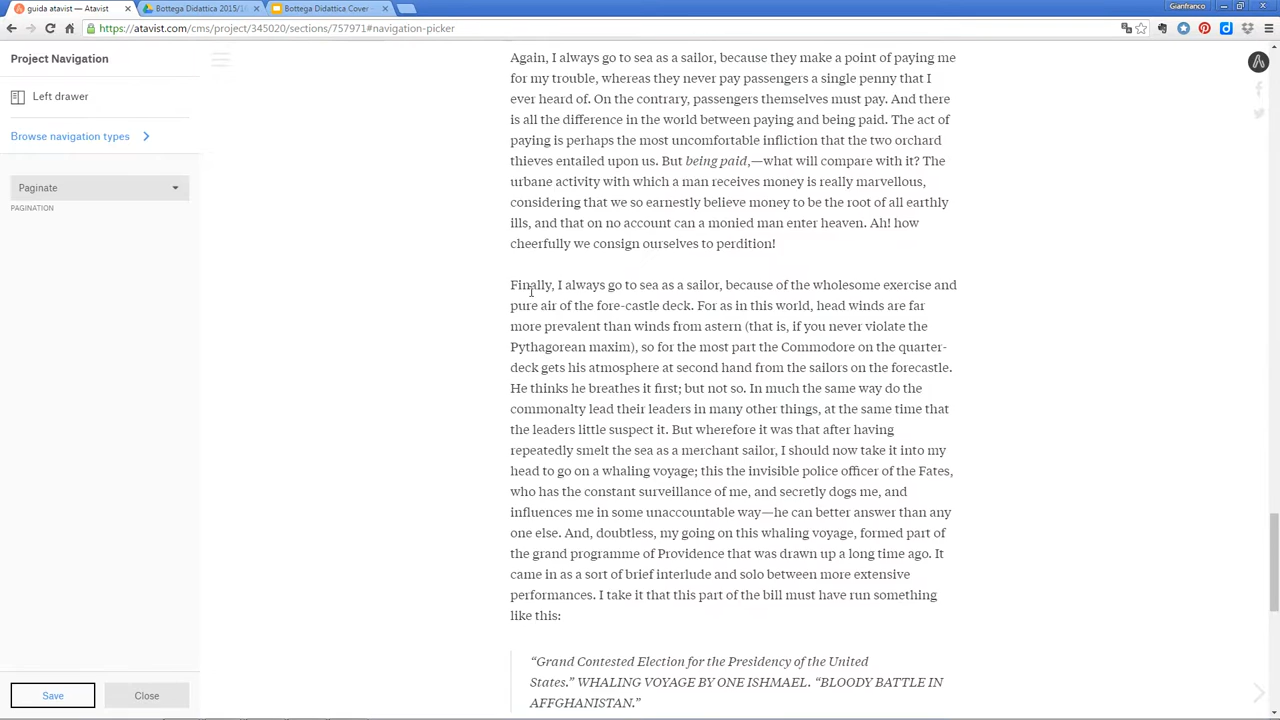 guida atavist — Atavist
Bottega Didattica 2015/1
Bottega Didattica Cover -
Gianfranco
https://atavist.com/cms/project/345020/sections/757971#navigation-picker
Project Navigation
Left drawer
Browse navigation types
Paginate
PAGINATION
Save
Close
Again, I always go to sea as a sailor, because they make a point of paying me
for my trouble, whereas they never pay passengers a single penny that I
ever heard of. On the contrary, passengers themselves must pay. And there
is all the difference in the world between paying and being paid. The act of
paying is perhaps the most uncomfortable infliction that the two orchard
thieves entailed upon us. But being paid,—what will compare with it? The
urbane activity with which a man receives money is really marvellous,
considering that we so earnestly believe money to be the root of all earthly
ills, and that on no account can a monied man enter heaven. Ah! how
cheerfully we consign ourselves to perdition!
Finally, I always go to sea as a sailor, because of the wholesome exercise and
pure air of the fore-castle deck. For as in this world, head winds are far
more prevalent than winds from astern (that is, if you never violate the
Pythagorean maxim), so for the most part the Commodore on the quarter-
deck gets his atmosphere at second hand from the sailors on the forecastle.
He thinks he breathes it first; but not so. In much the same way do the
commonalty lead their leaders in many other things, at the same time that
the leaders little suspect it. But wherefore it was that after having
repeatedly smelt the sea as a merchant sailor, I should now take it into my
head to go on a whaling voyage; this the invisible police officer of the Fates,
who has the constant surveillance of me, and secretly dogs me, and
influences me in some unaccountable way—he can better answer than any
one else. And, doubtless, my going on this whaling voyage, formed part of
the grand programme of Providence that was drawn up a long time ago. It
came in as a sort of brief interlude and solo between more extensive
performances. I take it that this part of the bill must have run something
like this:
“Grand Contested Election for the Presidency of the United
States.” WHALING VOYAGE BY ONE ISHMAEL. “BLOODY BATTLE IN
AFFGHANISTAN.”